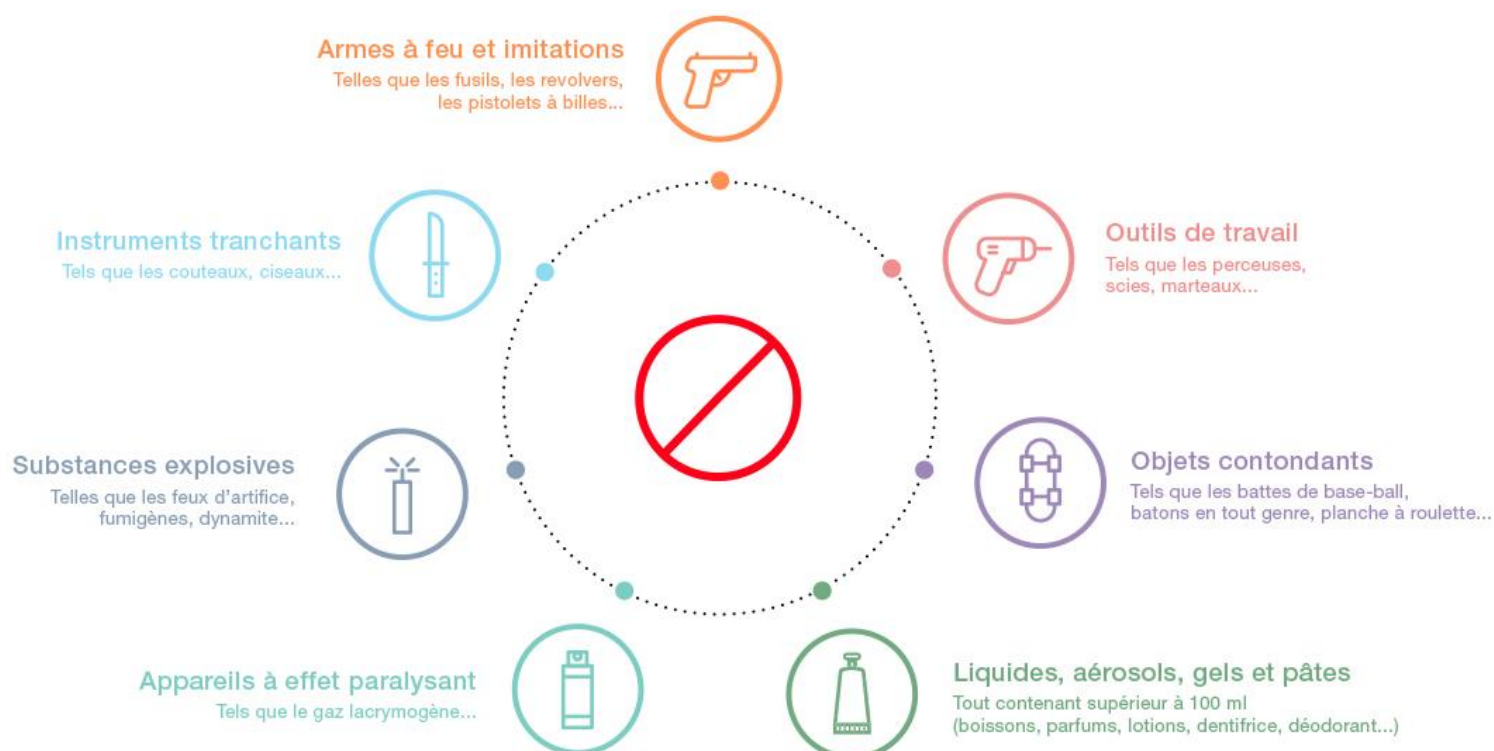 Armes à feu et imitations
Telles que les fusils, les revolvers,
les pistolets à billes...
Instruments tranchants
Tels que les couteaux, ciseaux...
Outils de travail
Tels que les perceuses,
scies, marteaux...
Substances explosives
Telles que les feux d'artifice,
fumigènes, dynamite...
Objets contondants
Tels que les battes de base-ball,
batons en tout genre, planche à roulette...
Appareils à effet paralysant
Tels que le gaz lacrymogène...
Liquides, aérosols, gels et pâtes
Tout contenant supérieur à 100 ml
(boissons, parfums, lotions, dentifrice, déodorant...)